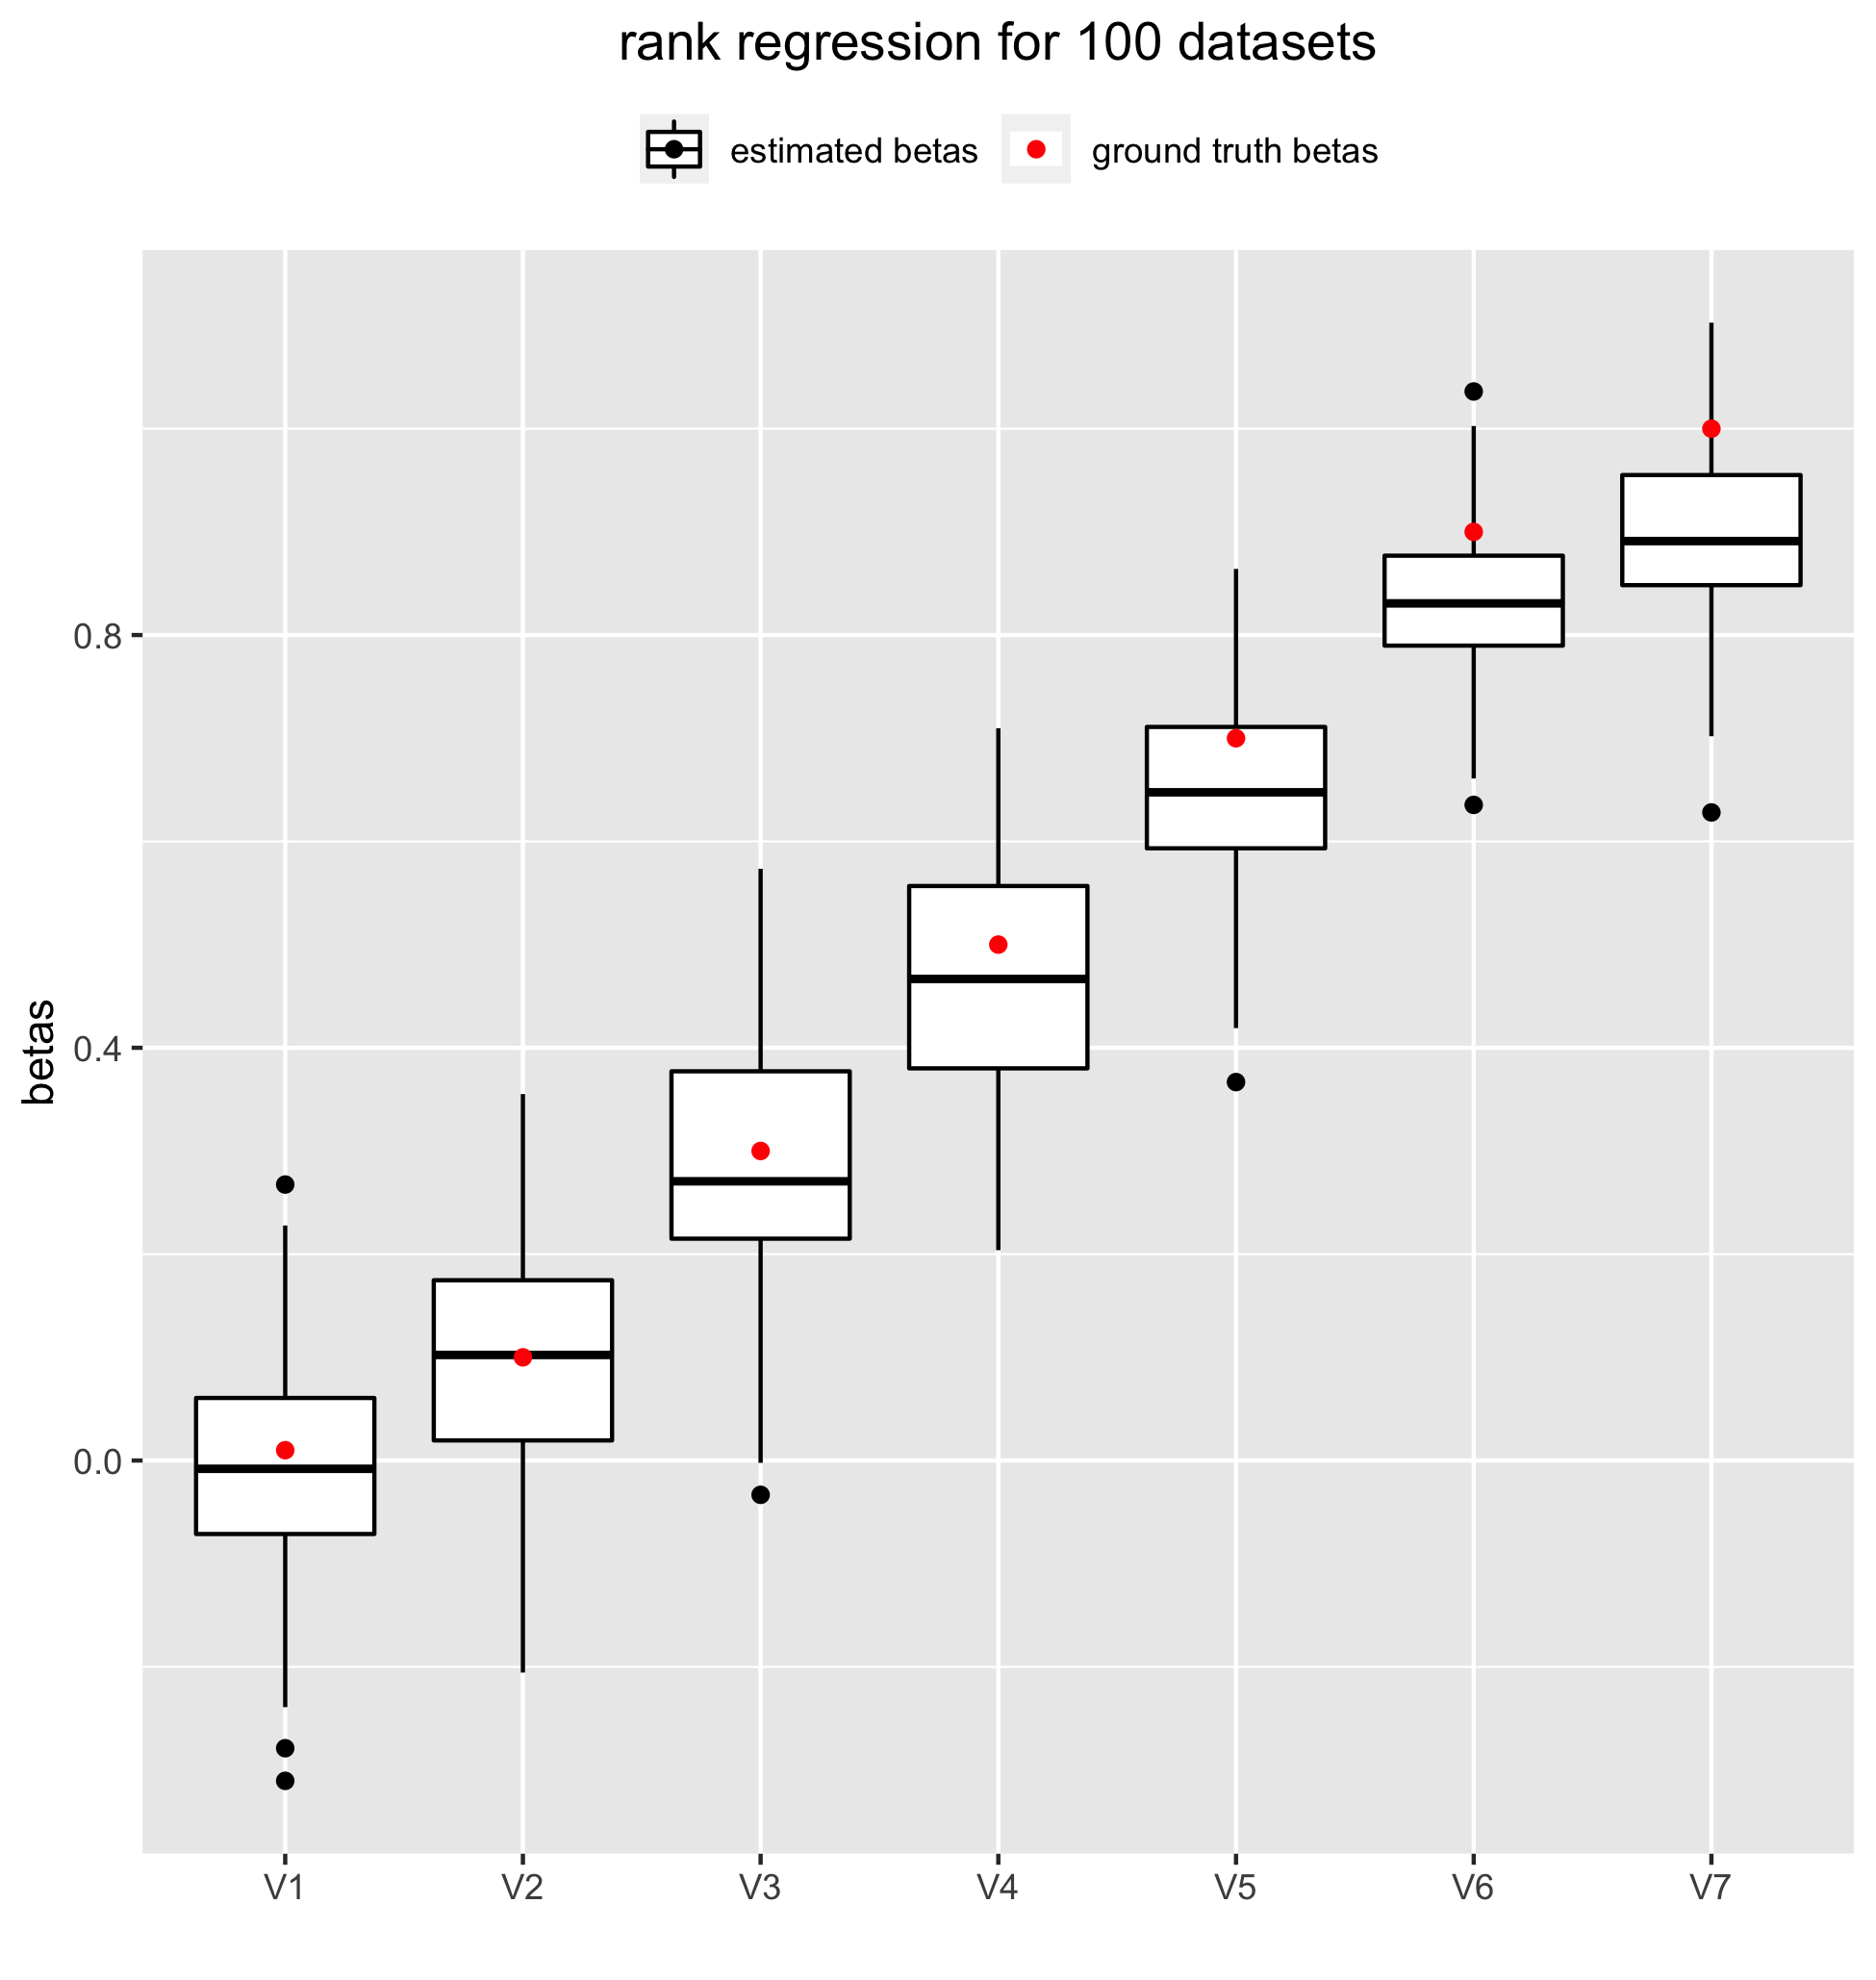 rank regression for 100 datasets
estimated betas
ground truth betas
betas
0.8
0.4
0.0
V1 V2 V3 V4 V5 V6 V7